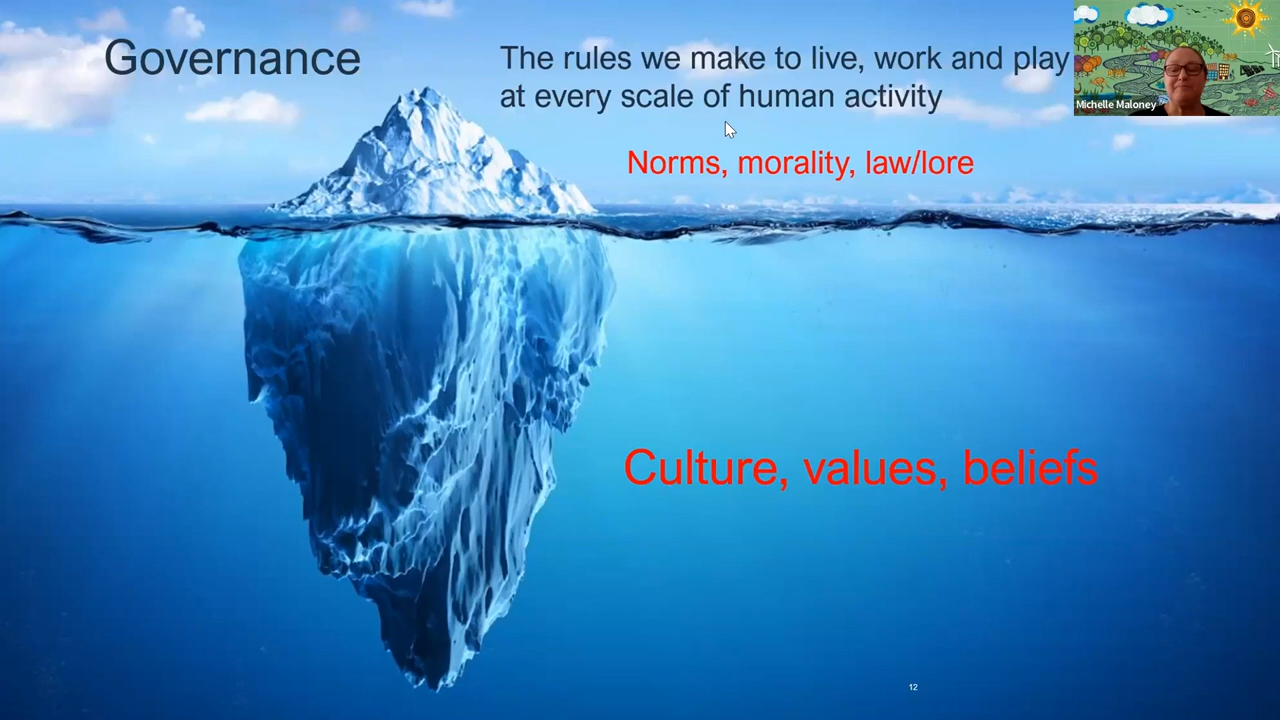 Governance
The rules we make to live, work and play
at every scale of human activity
Michelle Maloney
Norms, morality, law/lore
Culture, values, beliefs
12